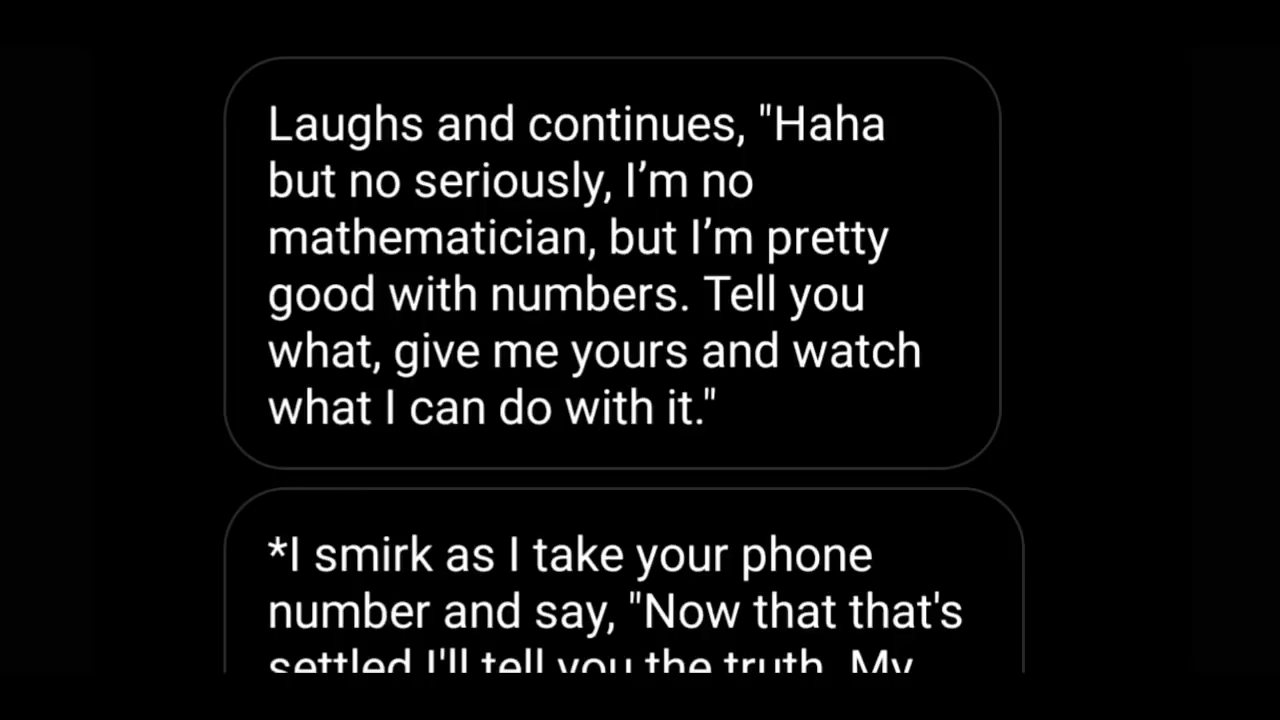 Laughs and continues, "Haha
but no seriously, I’m no
mathematician, but I’m pretty
good with numbers. Tell you
what, give me yours and watch
what I can do with it."
*I smirk as I take your phone
number and say, "Now that that's
settled I'll tell you the truth. My